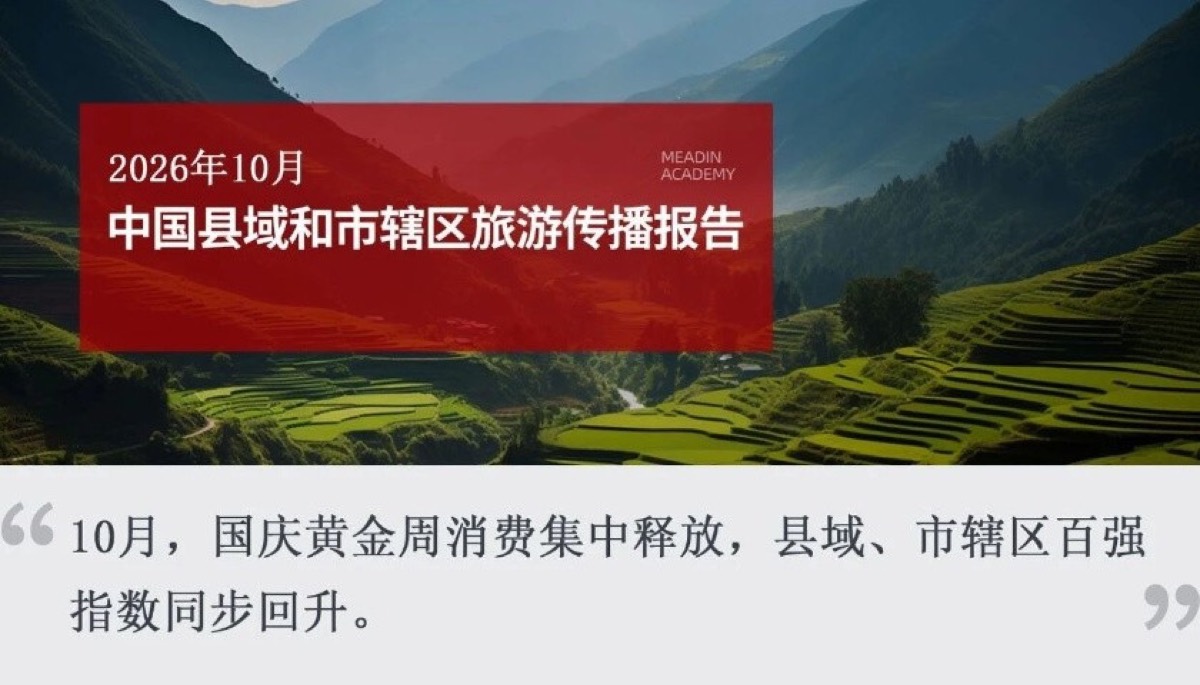 2026年10月
MEADIN
ACADEMY
中国县域和市辖区旅游传播报告
“10月，国庆黄金周消费集中释放，县域、市辖区百强
指数同步回升。”